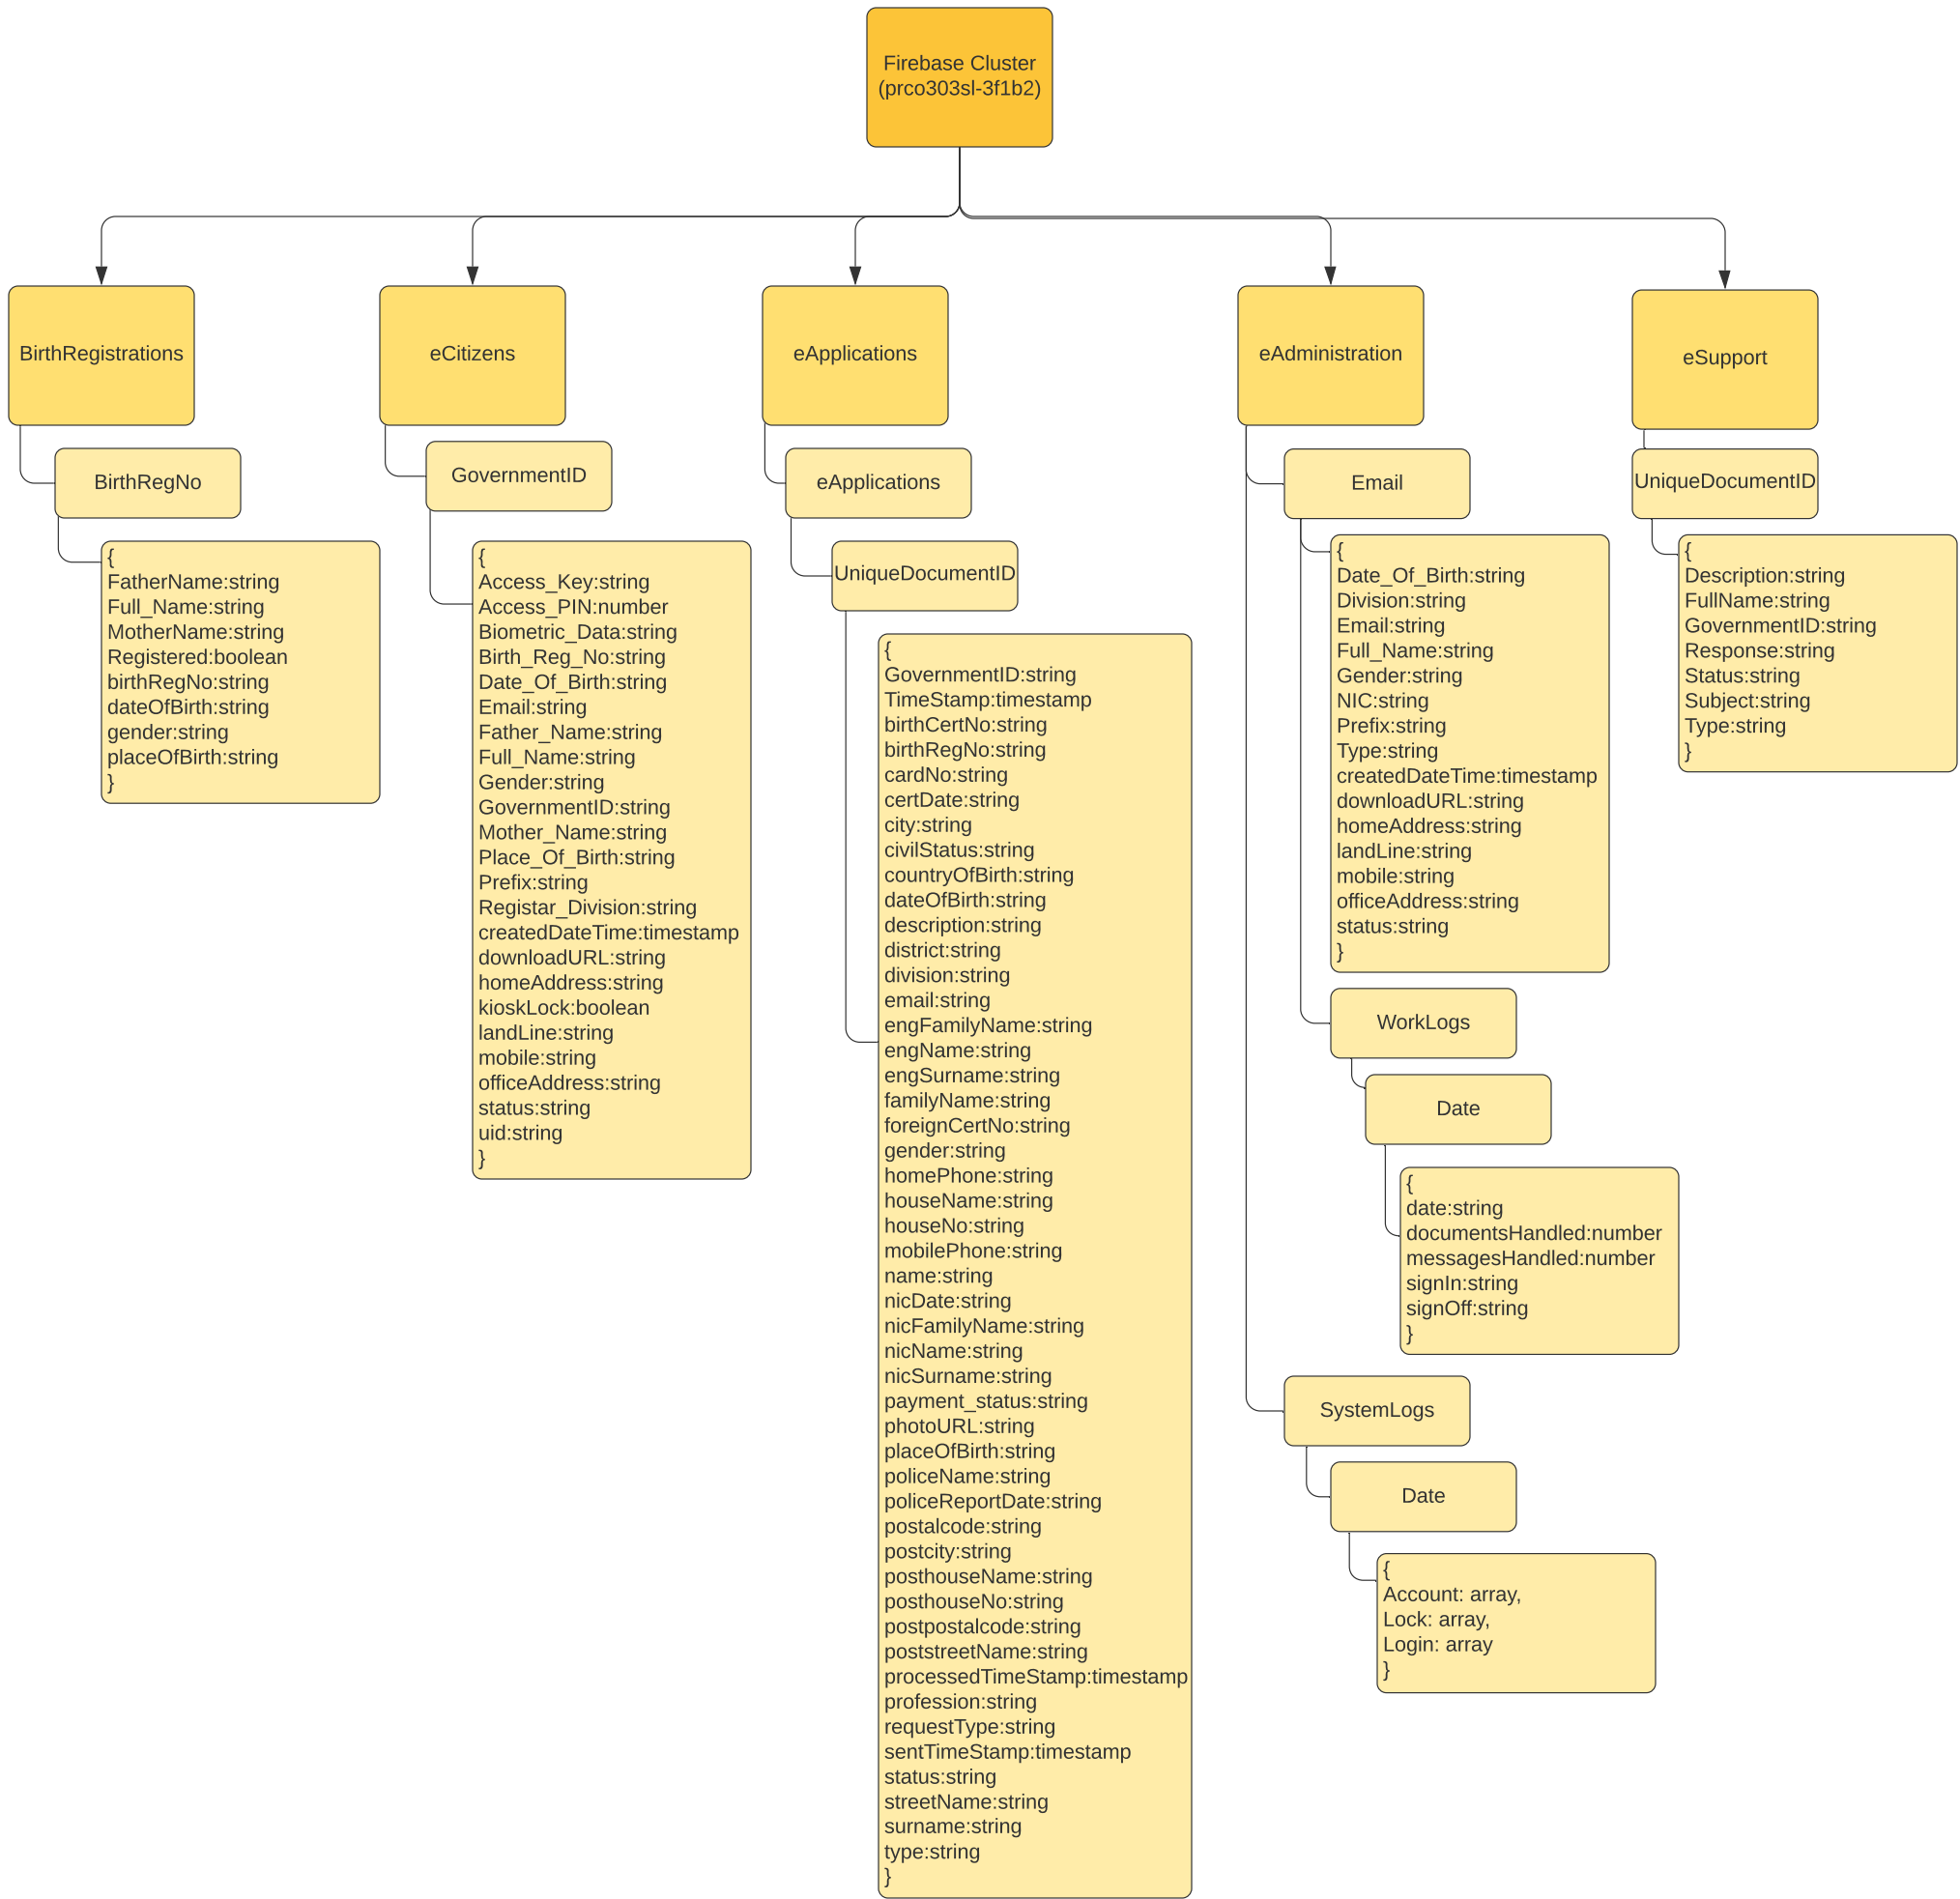 Firebase Cluster
(prco303sl-3f1b2)
BirthRegistrations
BirthRegNo
{
FatherName:string
Full_Name:string
MotherName:string
Registered:boolean
birthRegNo:string
dateOfBirth:string
gender:string
placeOfBirth:string
}
eCitizens
GovernmentID
{
Access_Key:string
Access_PIN:number
Biometric_Data:string
Birth_Reg_No:string
Date_Of_Birth:string
Email:string
Father_Name:string
Full_Name:string
Gender:string
GovernmentID:string
Mother_Name:string
Place_Of_Birth:string
Prefix:string
Registar_Division:string
createdDateTime:timestamp
downloadURL:string
homeAddress:string
kioskLock:boolean
landLine:string
mobile:string
officeAddress:string
status:string
uid:string
}
eApplications
eApplications
UniqueDocumentID
{
GovernmentID:string
TimeStamp:timestamp
birthCertNo:string
birthRegNo:string
cardNo:string
certDate:string
city:string
civilStatus:string
countryOfBirth:string
dateOfBirth:string
description:string
district:string
division:string
email:string
engFamilyName:string
engName:string
engSurname:string
familyName:string
foreignCertNo:string
gender:string
homePhone:string
houseName:string
houseNo:string
mobilePhone:string
name:string
nicDate:string
nicFamilyName:string
nicName:string
nicSurname:string
payment_status:string
photoURL:string
placeOfBirth:string
policeName:string
policeReportDate:string
postalcode:string
postcity:string
posthouseName:string
posthouseNo:string
postpostalcode:string
poststreetName:string
processedTimeStamp:timestamp
profession:string
requestType:string
sentTimeStamp:timestamp
status:string
streetName:string
surname:string
type:string
}
eAdministration
Email
{
Date_Of_Birth:string
Division:string
Email:string
Full_Name:string
Gender:string
NIC:string
Prefix:string
Type:string
createdDateTime:timestamp
downloadURL:string
homeAddress:string
landLine:string
mobile:string
officeAddress:string
status:string
}
WorkLogs
Date
{
date:string
documentsHandled:number
messagesHandled:number
signIn:string
signOff:string
}
SystemLogs
Date
{
Account: array,
Lock: array,
Login: array
}
eSupport
UniqueDocumentID
{
Description:string
FullName:string
GovernmentID:string
Response:string
Status:string
Subject:string
Type:string
}